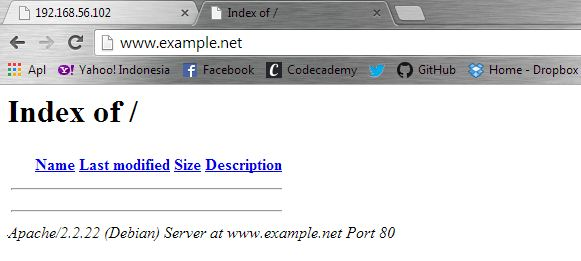 192.168.56.102 Index of /
www.example.net
Apl Yahoo! Indonesia Facebook Codecademy GitHub Home - Dropbox
Index of /
Name Last modified Size Description
Apache/2.2.22 (Debian) Server at www.example.net Port 80